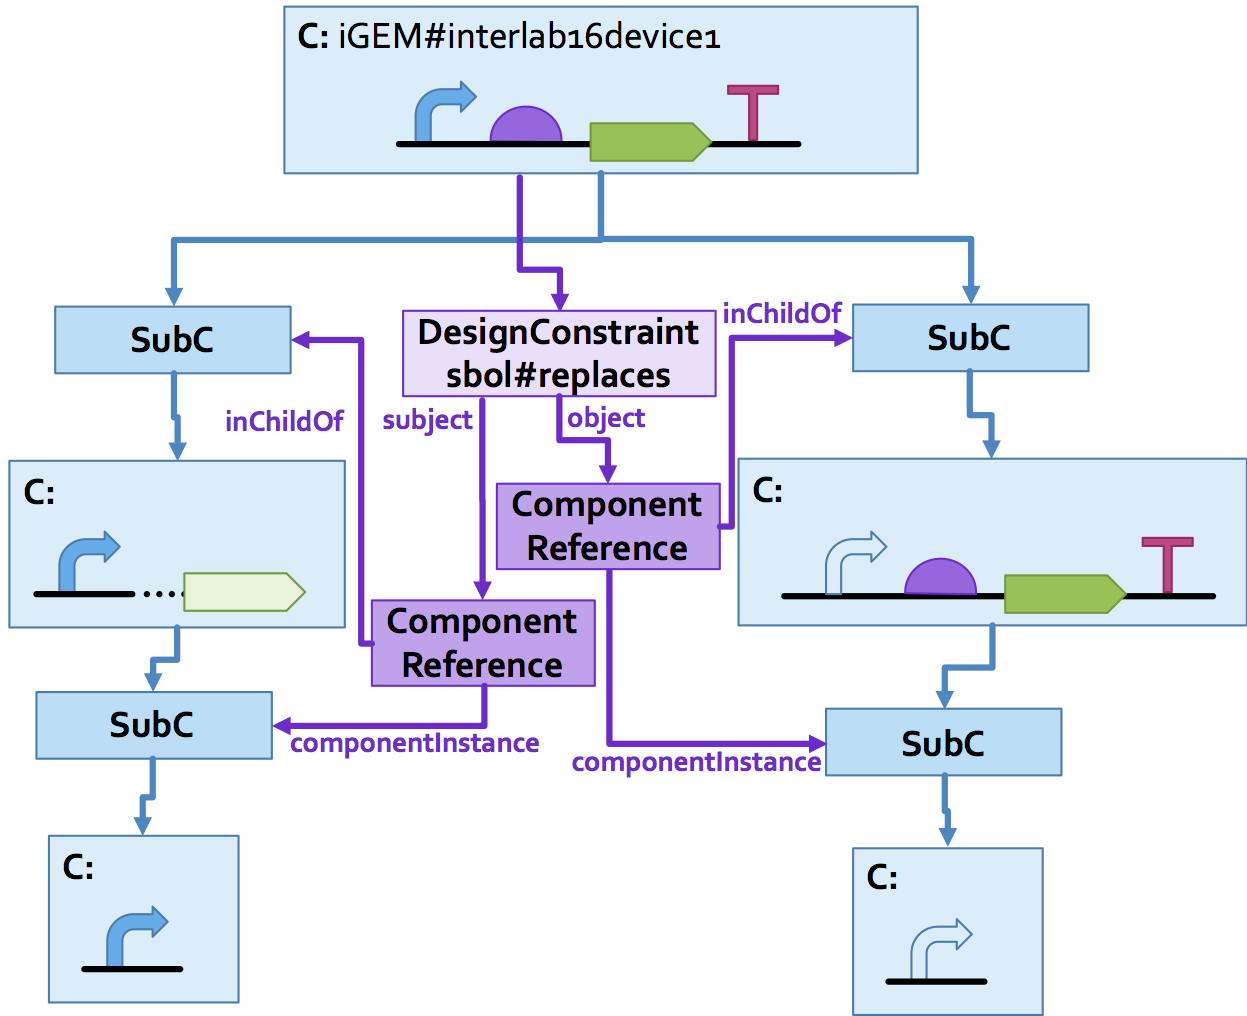 C: iGEM#interlab16device1
SubC
DesignConstraint
sbol#replaces
inChildOf
SubC
inChildOf
subject
object
C:
Component
Reference
C:
Component
Reference
SubC
componentInstance
componentInstance
SubC
C:
C: